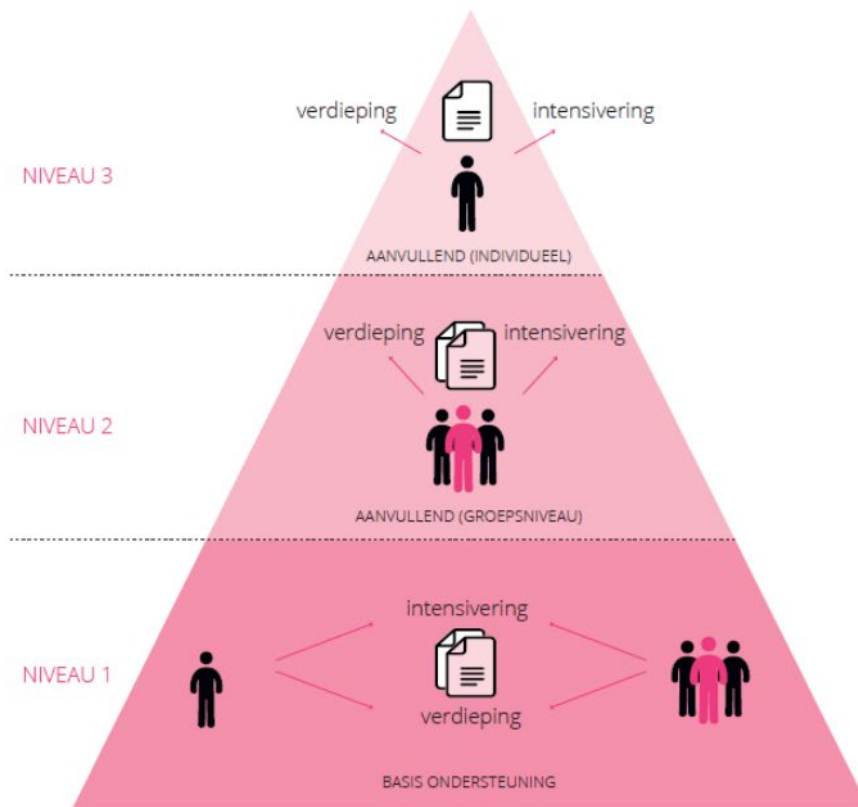 verdieping
intensivering
NIVEAU 3
AANVULLEND (INDIVIDUEEL)
verdieping
intensivering
NIVEAU 2
AANVULLEND (GROEPSNIVEAU)
intensivering
NIVEAU 1
verdieping
BASIS ONDERSTEUNING